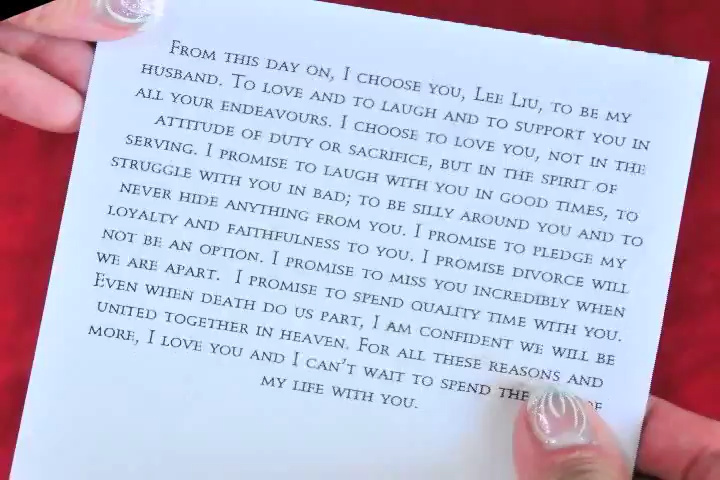 From this day on, I choose you, Lee Liu, to be my
husband. To love and to laugh and to support you in
all your endeavours. I choose to love you, not in the
attitude of duty or sacrifice, but in the spirit of
serving. I promise to laugh with you in good times, to
struggle with you in bad; to be silly around you and to
never hide anything from you. I promise to pledge my
loyalty and faithfulness to you. I promise divorce will
not be an option. I promise to miss you incredibly when
we are apart. I promise to spend quality time with you.
Even when death do us part, I am confident we will be
united together in heaven. For all these reasons and
more, I love you and I can't wait to spend the
my life with you.